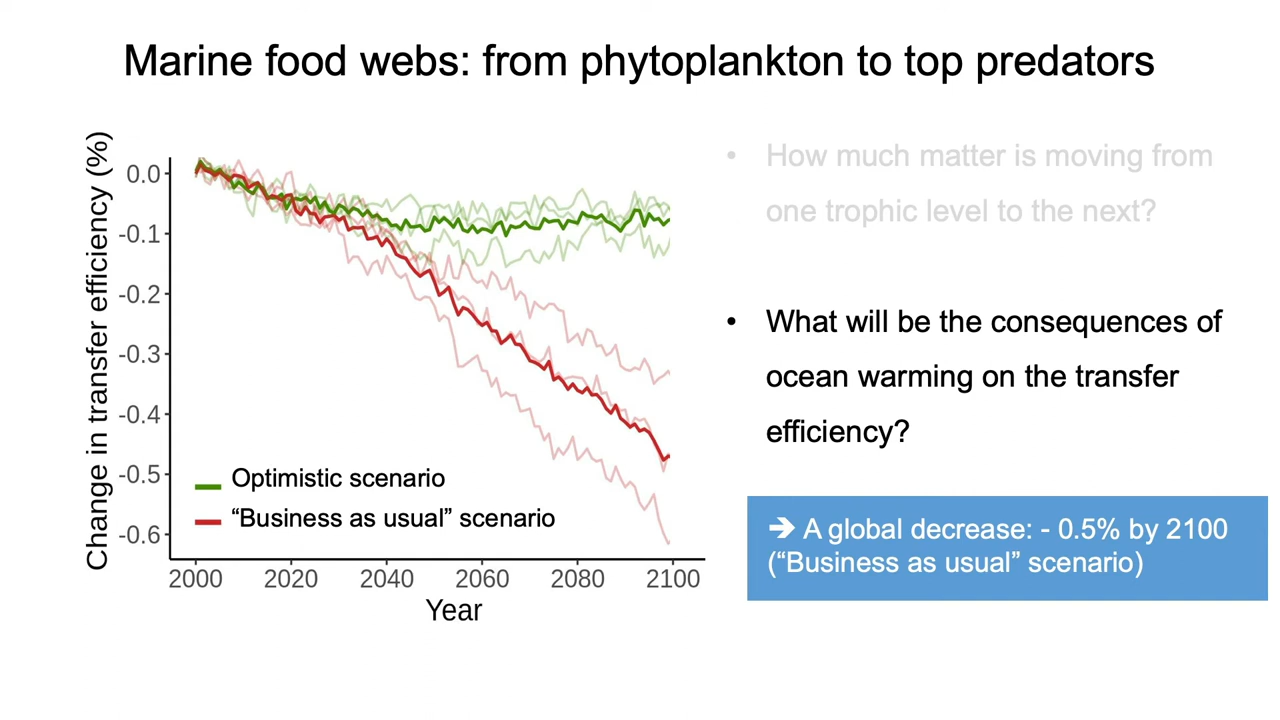 Marine food webs: from phytoplankton to top predators
Change in transfer efficiency (%)
0.0
-0.1
-0.2
-0.3
-0.4
-0.5
-0.6
Optimistic scenario
“Business as usual” scenario
2000 2020 2040 2060 2080 2100
Year
• How much matter is moving from
one trophic level to the next?
• What will be the consequences of
ocean warming on the transfer
efficiency?
➔ A global decrease: - 0.5% by 2100
(“Business as usual” scenario)